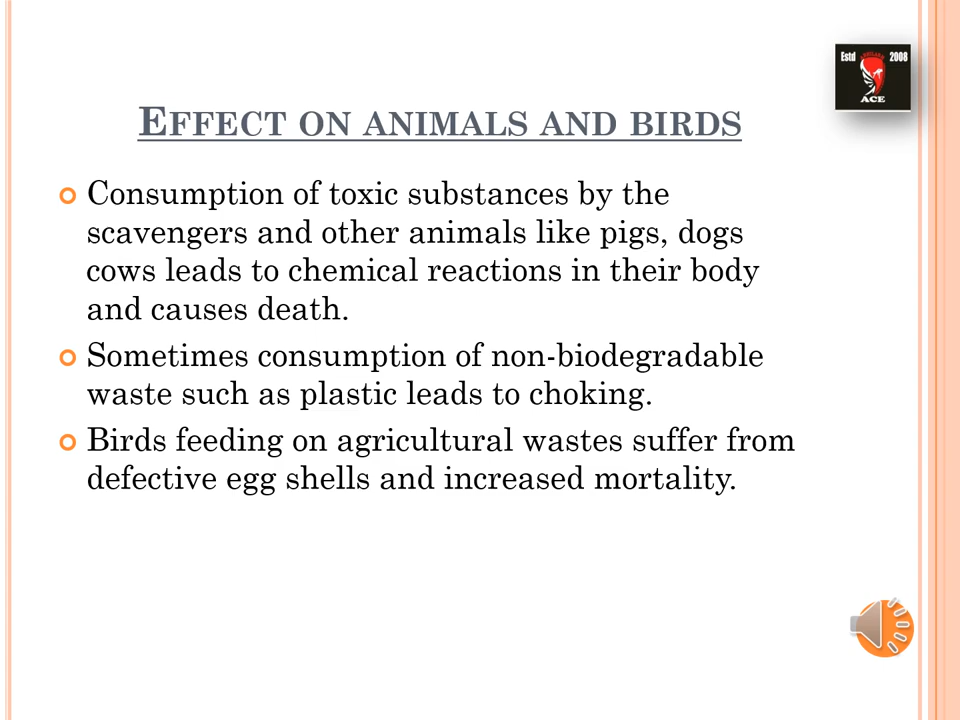 Estd 2008
ACE
EFFECT ON ANIMALS AND BIRDS
Consumption of toxic substances by the
scavengers and other animals like pigs, dogs
cows leads to chemical reactions in their body
and causes death.
Sometimes consumption of non-biodegradable
waste such as plastic leads to choking.
Birds feeding on agricultural wastes suffer from
defective egg shells and increased mortality.